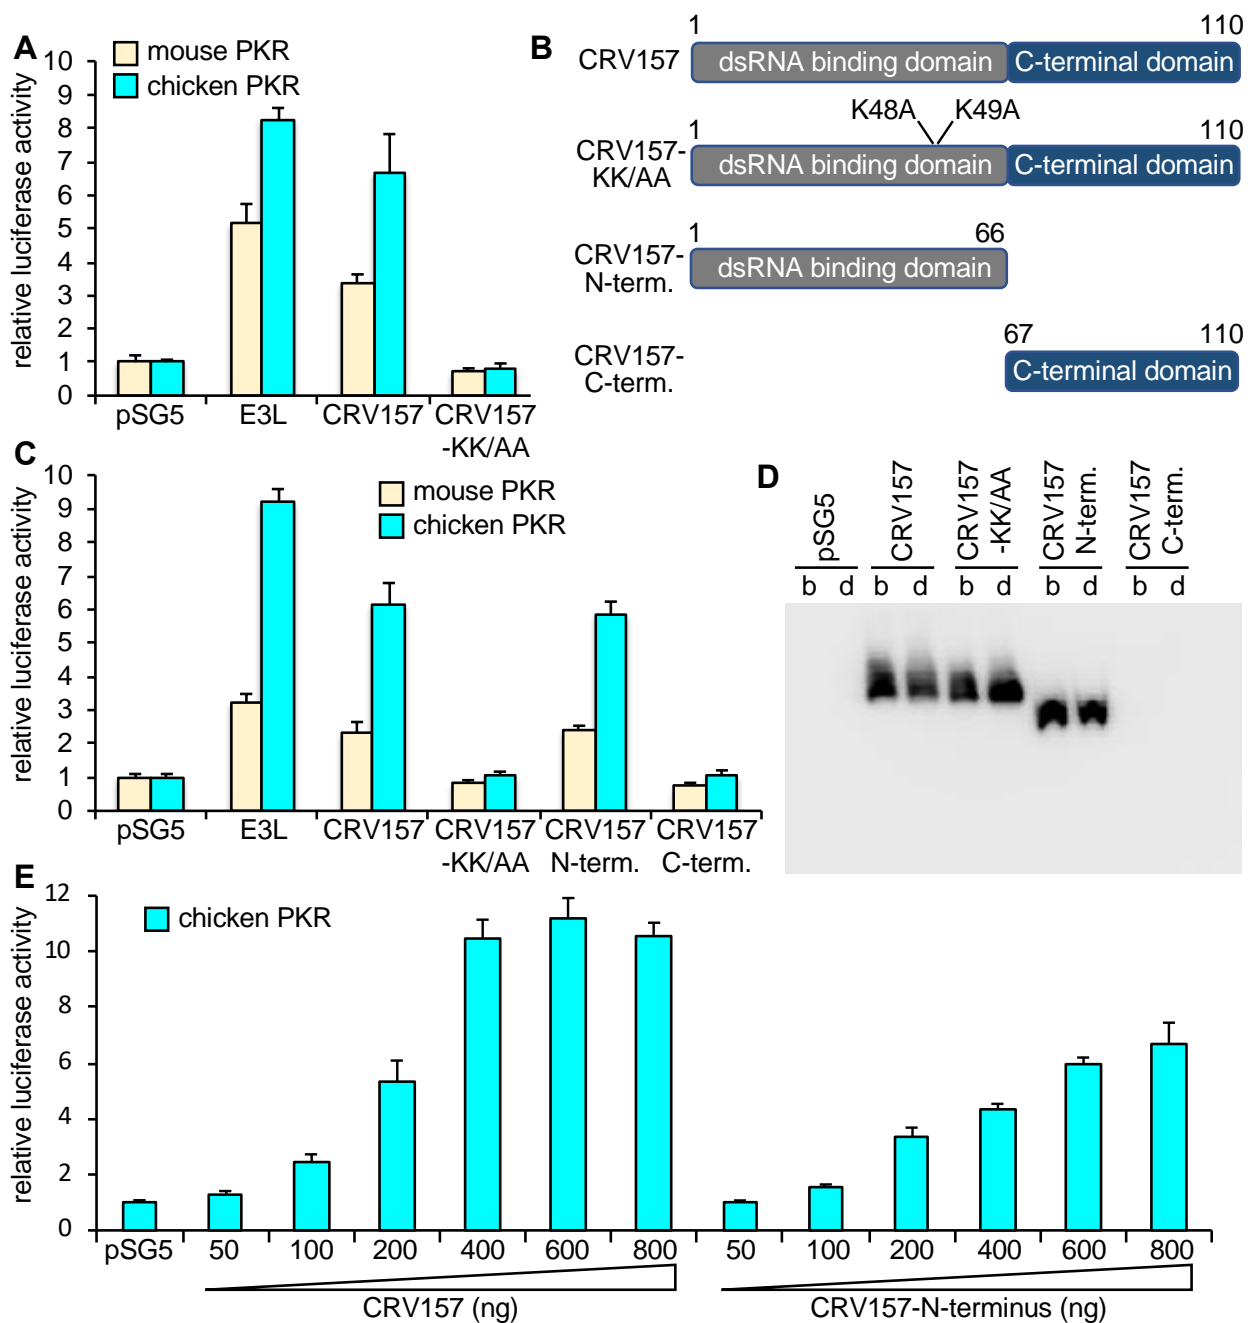 A
mouse PKR
chicken PKR
relative luciferase activity
10
9
8
7
6
5
4
3
2
1
0
pSG5
E3L
CRV157
CRV157
-KK/AA
B
1
110
CRV157
dsRNA binding domain
C-terminal domain
K48A
K49A
1
110
CRV157-
KK/AA
dsRNA binding domain
C-terminal domain
1
66
CRV157-
N-term.
dsRNA binding domain
67
110
CRV157-
C-term.
C-terminal domain
C
mouse PKR
chicken PKR
relative luciferase activity
10
9
8
7
6
5
4
3
2
1
0
pSG5
E3L
CRV157
CRV157
-KK/AA
CRV157
N-term.
CRV157
C-term.
D
pSG5
CRV157
CRV157
-KK/AA
CRV157
N-term.
CRV157
C-term.
b d b d b d b d b d
E
chicken PKR
relative luciferase activity
12
10
8
6
4
2
0
pSG5 50 100 200 400 600 800 50 100 200 400 600 800
CRV157 (ng)
CRV157-N-terminus (ng)